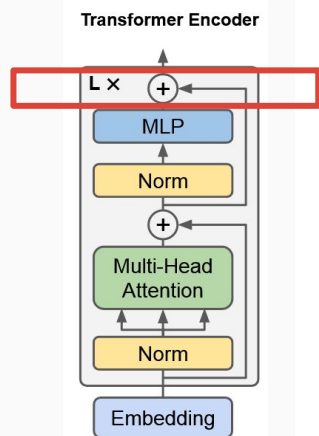 Transformer Encoder
L ×
+
MLP
Norm
+
Multi-Head
Attention
Norm
Embedding